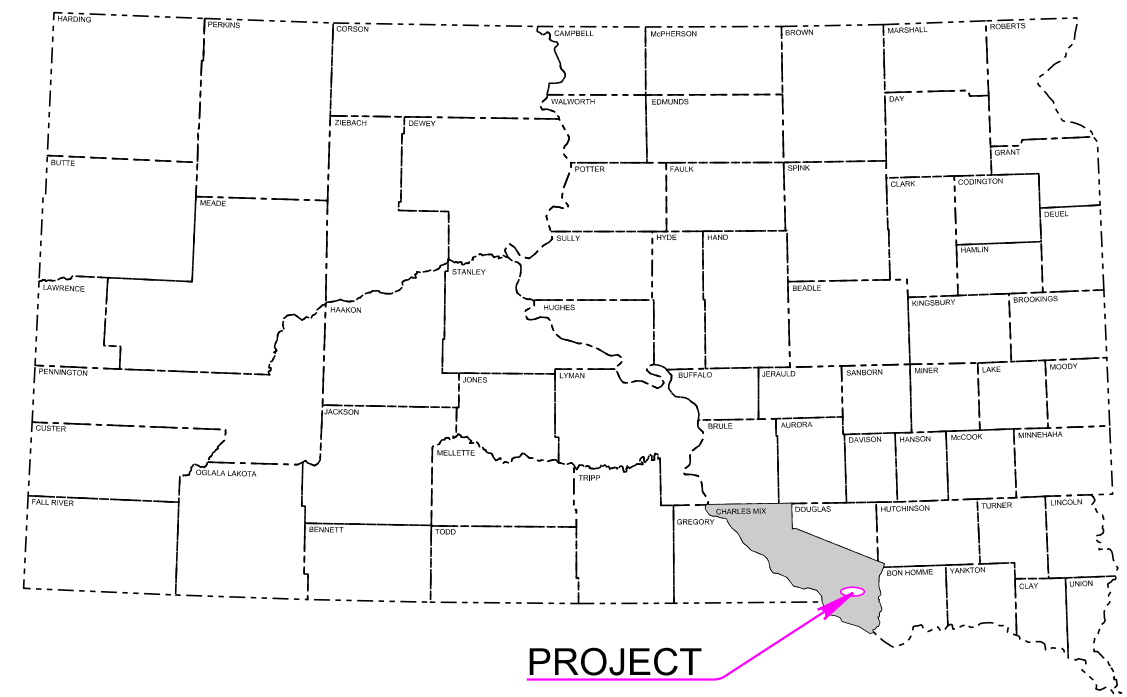 HARDING
PERKINS
CORSON
CAMPBELL
McPHERSON
BROWN
MARSHALL
ROBERTS
WALWORTH
EDMUNDS
DAY
ZIEBACH
DEWEY
GRANT
BUTTE
POTTER
FAULK
SPINK
CLARK
CODINGTON
MEADE
DEUEL
SULLY
HYDE
HAND
HAMLIN
STANLEY
LAWRENCE
BEADLE
HAAKON
HUGHES
KINGSBURY
BROOKINGS
PENNINGTON
JONES
LYMAN
BUFFALO
JERAULD
SANBORN
MINER
LAKE
MOODY
JACKSON
CUSTER
BRULE
AURORA
DAVISON
HANSON
McCOOK
MINNEHAHA
MELLETTE
OGLALA LAKOTA
TRIPP
FALL RIVER
GREGORY
CHARLES MIX
DOUGLAS
HUTCHINSON
TURNER
LINCOLN
BENNETT
TODD
BON HOMME
YANKTON
CLAY
UNION
PROJECT